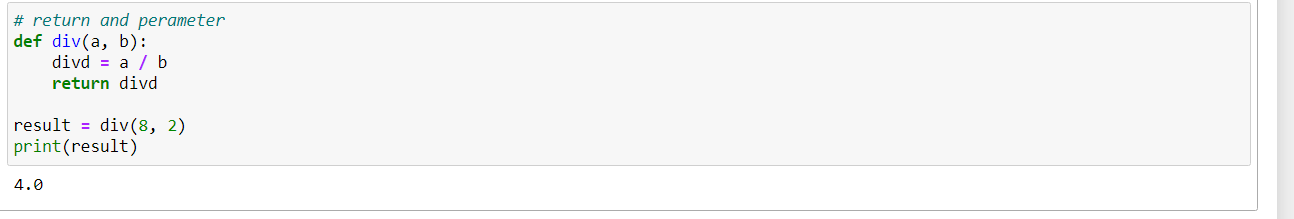 # return and perameter
def div(a, b):
    divd = a / b
    return divd

result = div(8, 2)
print(result)
4.0